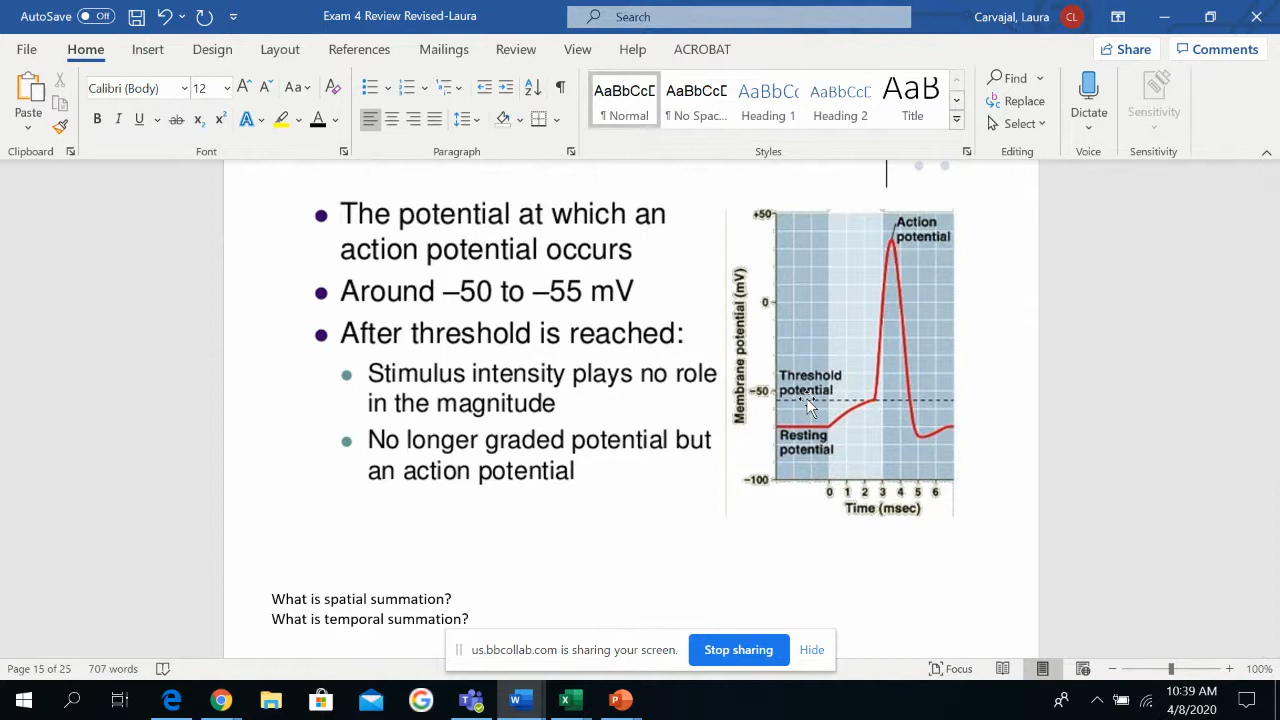 AutoSave Off Exam 4 Review Revised-Laura Search Carvajal, Laura CL
File Home Insert Design Layout References Mailings Review View Help ACROBAT Share Comments
Paste Calibri (Body) 12 Aa AaBbCcD AaBbCcD AaBbCc AaBbCcD AaB Find Replace Select Dictate Sensitivity
¶ Normal ¶ No Spac... Heading 1 Heading 2 Title
Clipboard Font Paragraph Styles Editing Voice Sensitivity
The potential at which an
action potential occurs
Around –50 to –55 mV
After threshold is reached:
Stimulus intensity plays no role
in the magnitude
No longer graded potential but
an action potential
Membrane potential (mV)
+50
0
–50
–100
Action
potential
Threshold
potential
Resting
potential
0 1 2 3 4 5 6
Time (msec)
What is spatial summation?
What is temporal summation?
us.bbcollab.com is sharing your screen. Stop sharing Hide
Page 15 of 25 707 words Focus 100%
10:39 AM
4/8/2020